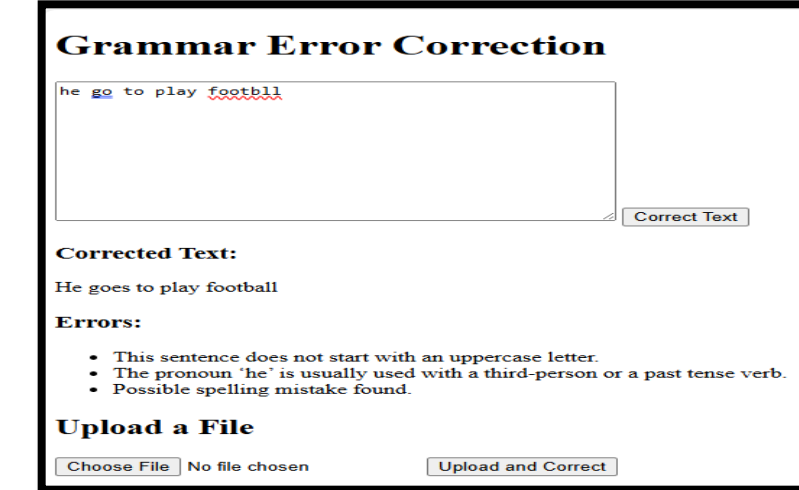 Grammar Error Correction
he go to play footbll
Correct Text
Corrected Text:
He goes to play football
Errors:
• This sentence does not start with an uppercase letter.
• The pronoun ‘he’ is usually used with a third-person or a past tense verb.
• Possible spelling mistake found.
Upload a File
Choose File No file chosen Upload and Correct